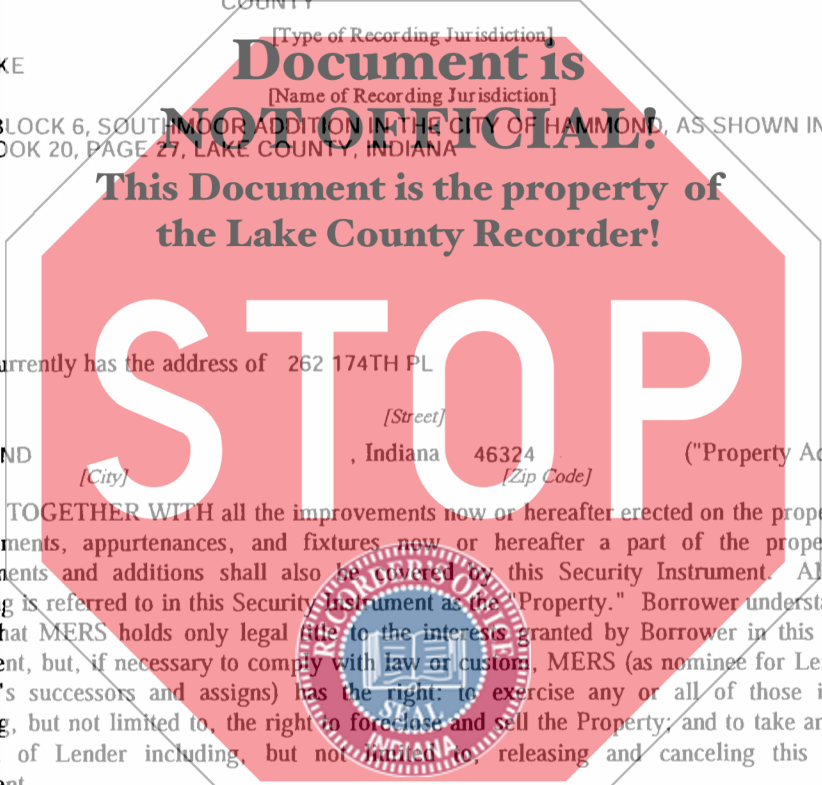 COUNTY
[Type of Recording Jurisdiction]
Document is
KE
[Name of Recording Jurisdiction]
LOCK 6, SOUTHMOOR ADDITION IN THE CITY OF HAMMOND, AS SHOWN IN
NOT OFFICIAL!
OOK 20, PAGE 27, LAKE COUNTY, INDIANA
This Document is the property of
the Lake County Recorder!
STOP
urrently has the address of 262 174TH PL
[Street]
ND , Indiana 46324 ("Property Ad
[City] [Zip Code]
TOGETHER WITH all the improvements now or hereafter erected on the prope
ments, appurtenances, and fixtures now or hereafter a part of the prope
ments and additions shall also be covered by this Security Instrument. Al
g is referred to in this Security Instrument as the "Property." Borrower understa
hat MERS holds only legal title to the interests granted by Borrower in this
ent, but, if necessary to comply with law or custom, MERS (as nominee for Le
's successors and assigns) has the right: to exercise any or all of those i
g, but not limited to, the right to foreclose and sell the Property; and to take an
of Lender including, but not limited to, releasing and canceling this
ent
RECORDER'S OFFICE
SEAL
INDIANA